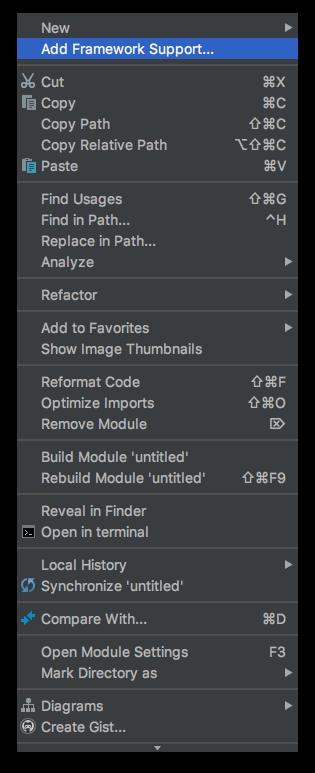 New
Add Framework Support...
Cut ⌘X
Copy ⌘C
Copy Path ⇧⌘C
Copy Relative Path ⌥⇧⌘C
Paste ⌘V
Find Usages ⇧⌘G
Find in Path... ^H
Replace in Path...
Analyze
Refactor
Add to Favorites
Show Image Thumbnails
Reformat Code ⇧⌘F
Optimize Imports ⇧⌘O
Remove Module ⌦
Build Module 'untitled'
Rebuild Module 'untitled' ⇧⌘F9
Reveal in Finder
Open in terminal
Local History
Synchronize 'untitled'
Compare With... ⌘D
Open Module Settings F3
Mark Directory as
Diagrams
Create Gist...